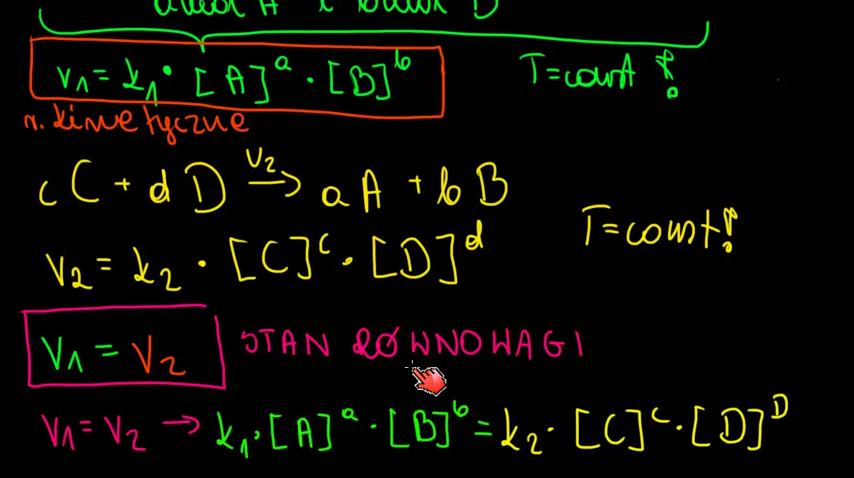 v₁ = k₁ · [A]ᵃ · [B]ᵇ T = const !
r. kinetyczne
cC + dD —v₂→ aA + bB
T = const !
v₂ = k₂ · [C]ᶜ · [D]ᵈ
v₁ = v₂ STAN RÓWNOWAGI
v₁ = v₂ → k₁ · [A]ᵃ · [B]ᵇ = k₂ · [C]ᶜ · [D]ᴰ